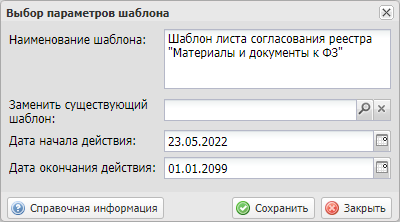 Выбор параметров шаблона
Наименование шаблона:
Шаблон листа согласования реестра
"Материалы и документы к ФЗ"
Заменить существующий
шаблон:
Дата начала действия:
23.05.2022
Дата окончания действия:
01.01.2099
Справочная информация
Сохранить
Закрыть